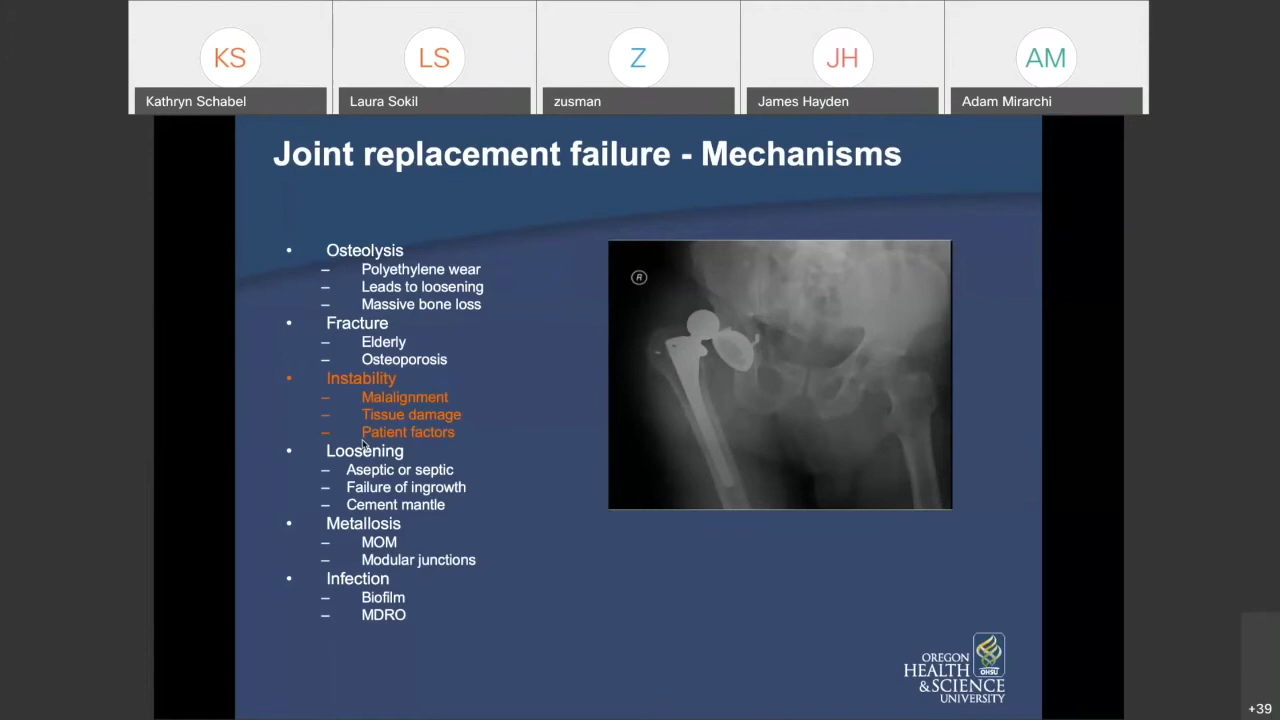 KS
LS
Z
JH
AM
Kathryn Schabel
Laura Sokil
zusman
James Hayden
Adam Mirarchi
Joint replacement failure - Mechanisms
• Osteolysis
– Polyethylene wear
– Leads to loosening
– Massive bone loss
• Fracture
– Elderly
– Osteoporosis
• Instability
– Malalignment
– Tissue damage
– Patient factors
• Loosening
– Aseptic or septic
– Failure of ingrowth
– Cement mantle
• Metallosis
– MOM
– Modular junctions
• Infection
– Biofilm
– MDRO
R
OREGON
HEALTH
& SCIENCE
UNIVERSITY
OHSU
+39